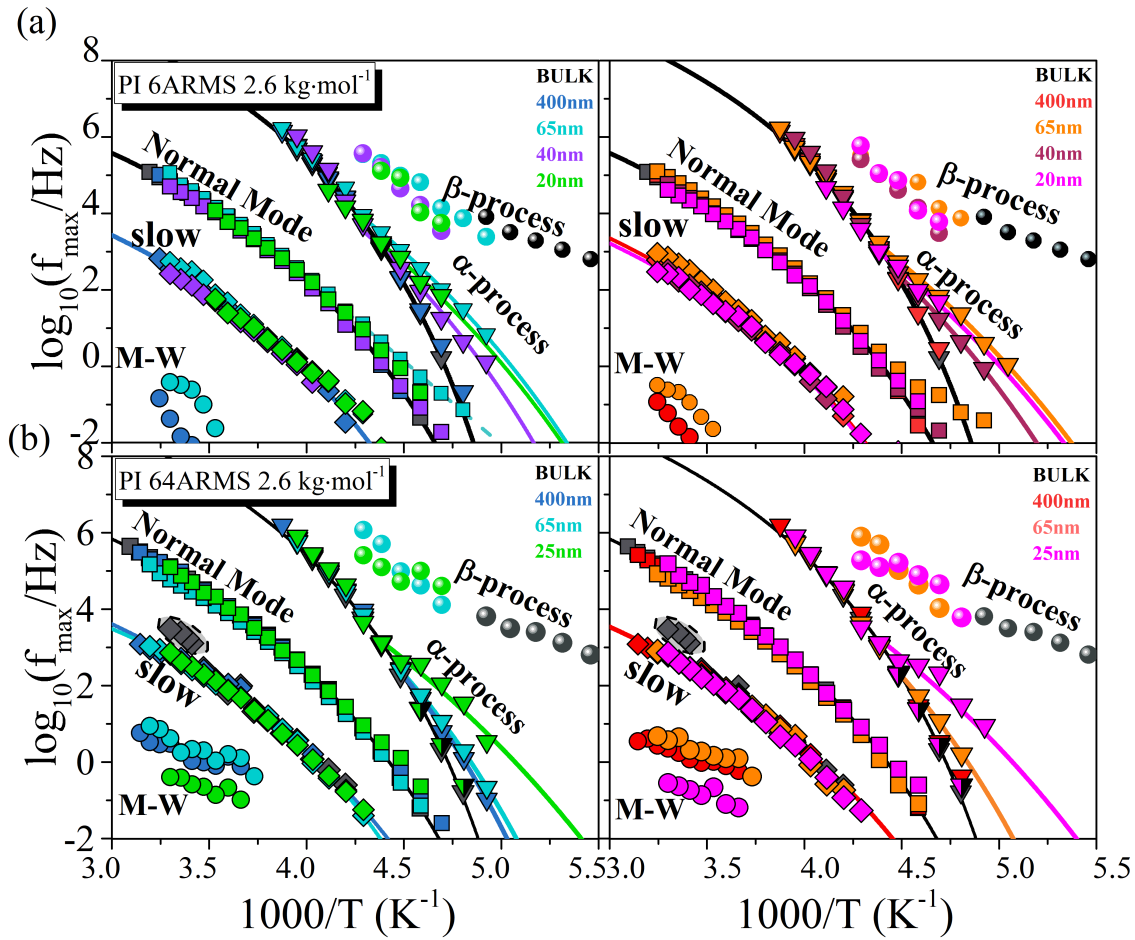 (a)
8
6
4
2
0
-2
log10(fmax/Hz)
PI 6ARMS 2.6 kg·mol-1
BULK
400nm
65nm
40nm
20nm
Normal Mode
slow
M-W
β-process
α-process
BULK
400nm
65nm
40nm
20nm
Normal Mode
slow
M-W
β-process
α-process
(b)
8
6
4
2
0
-2
log10(fmax/Hz)
PI 64ARMS 2.6 kg·mol-1
BULK
400nm
65nm
25nm
Normal Mode
slow
M-W
β-process
α-process
BULK
400nm
65nm
25nm
Normal Mode
slow
M-W
β-process
α-process
3.0 3.5 4.0 4.5 5.0 3.0 3.5 4.0 4.5 5.0 5.5
1000/T (K-1) 1000/T (K-1)